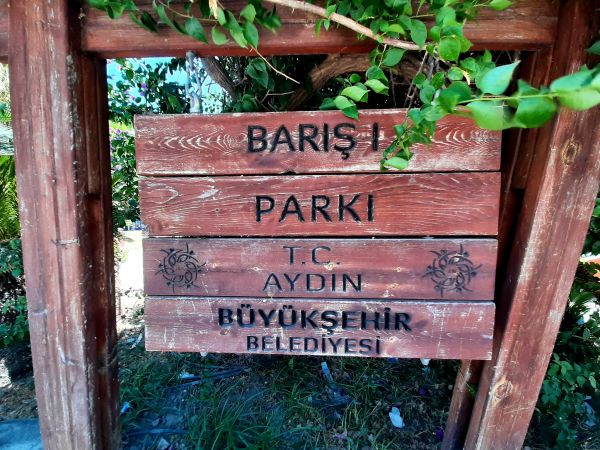 BARIŞ I
PARKI
T.C.
AYDIN
BÜYÜKŞEHİR
BELEDİYESİ